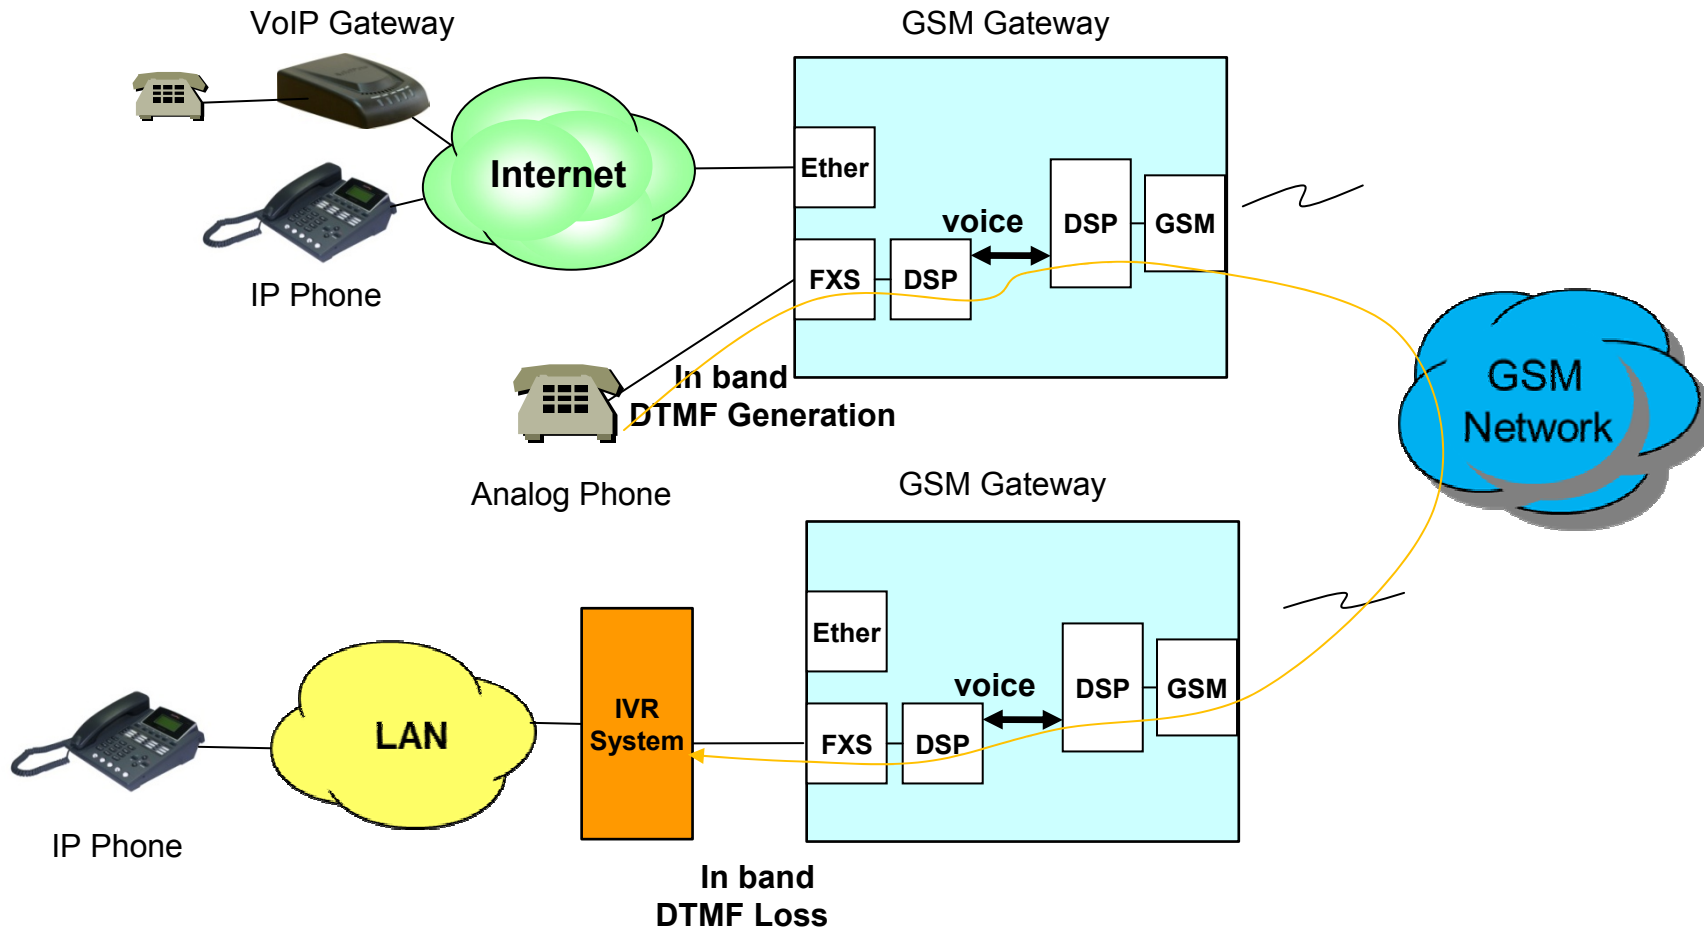 VoIP Gateway
GSM Gateway
Ether
Internet
voice
DSP
GSM
FXS
DSP
IP Phone
In band
DTMF Generation
Analog Phone
GSM
Network
GSM Gateway
Ether
voice
DSP
GSM
FXS
DSP
IVR
System
LAN
IP Phone
In band
DTMF Loss